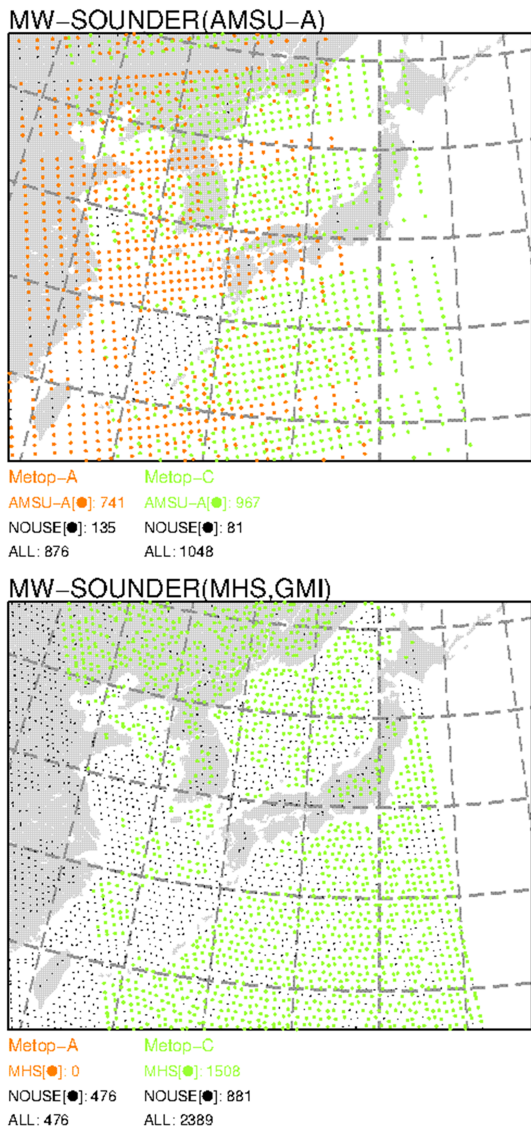 MW-SOUNDER(AMSU-A)
Metop-A Metop-C
AMSU-A[●]: 741 AMSU-A[●]: 967
NOUSE[●]: 135 NOUSE[●]: 81
ALL: 876 ALL: 1048
MW-SOUNDER(MHS,GMI)
Metop-A Metop-C
MHS[●]: 0 MHS[●]: 1508
NOUSE[●]: 476 NOUSE[●]: 881
ALL: 476 ALL: 2389